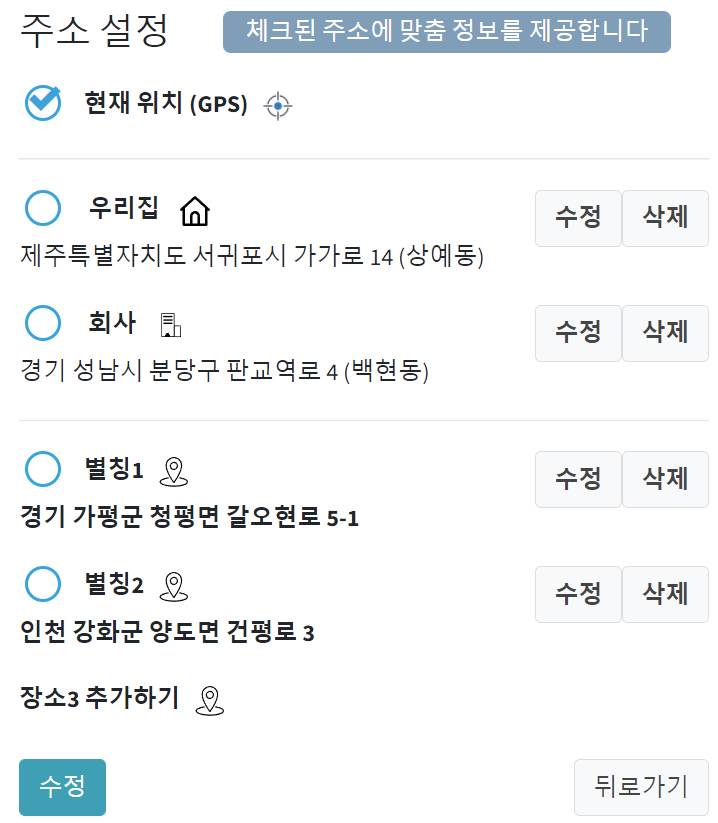 주소 설정 체크된 주소에 맞춤 정보를 제공합니다
현재 위치 (GPS)
우리집 수정 삭제
제주특별자치도 서귀포시 가가로 14 (상예동)
회사 수정 삭제
경기 성남시 분당구 판교역로 4 (백현동)
별칭1 수정 삭제
경기 가평군 청평면 갈오현로 5-1
별칭2 수정 삭제
인천 강화군 양도면 건평로 3
장소3 추가하기
수정 뒤로가기